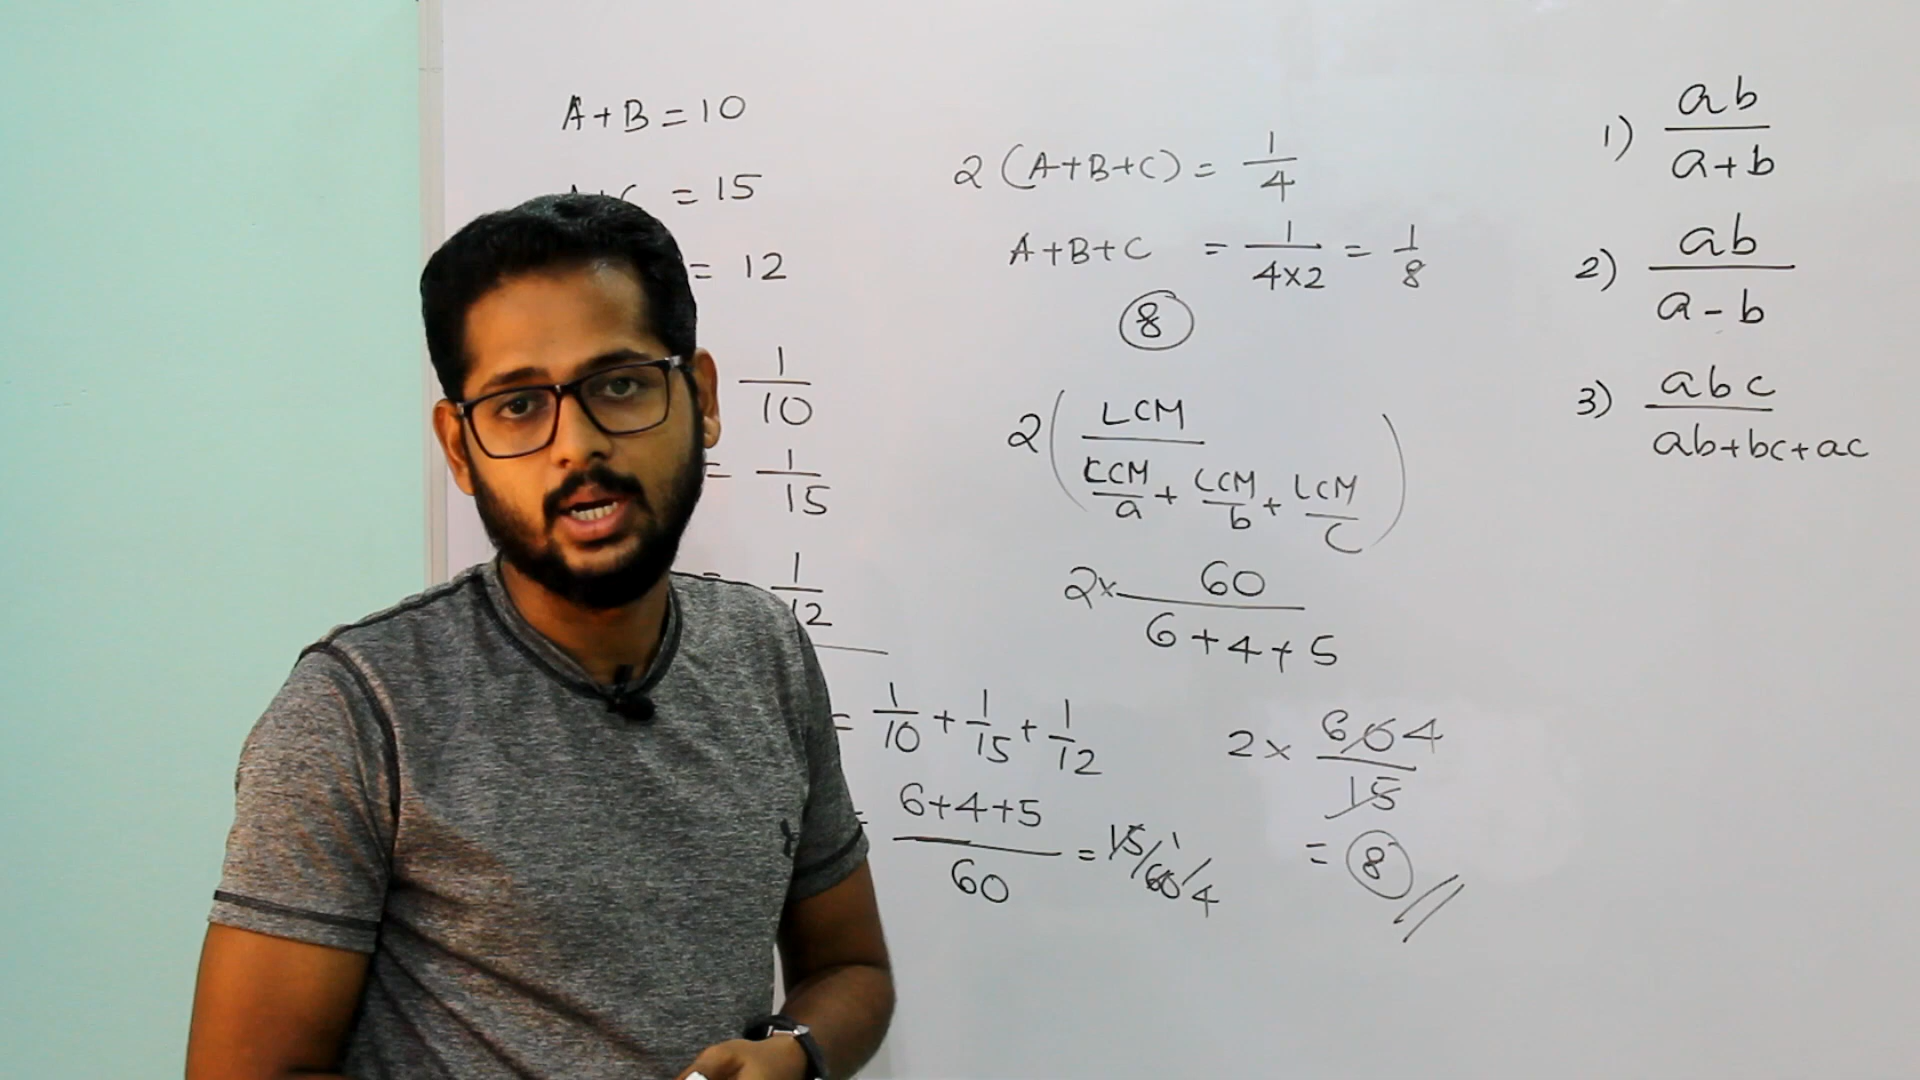 A+B = 10
= 15
= 12
1/10
= 1/15
= 1/12
= 1/10 + 1/15 + 1/12
6+4+5/60 = 15/60 1/4
2 (A+B+C) = 1/4
A+B+C = 1/4×2 = 1/8
8
2 ( LCM / LCM/a + LCM/b + LCM/c )
2× 60/6+4+5
2 × 60 4/15
= 8 //
1) ab/a+b
2) ab/a-b
3) abc/ab+bc+ac